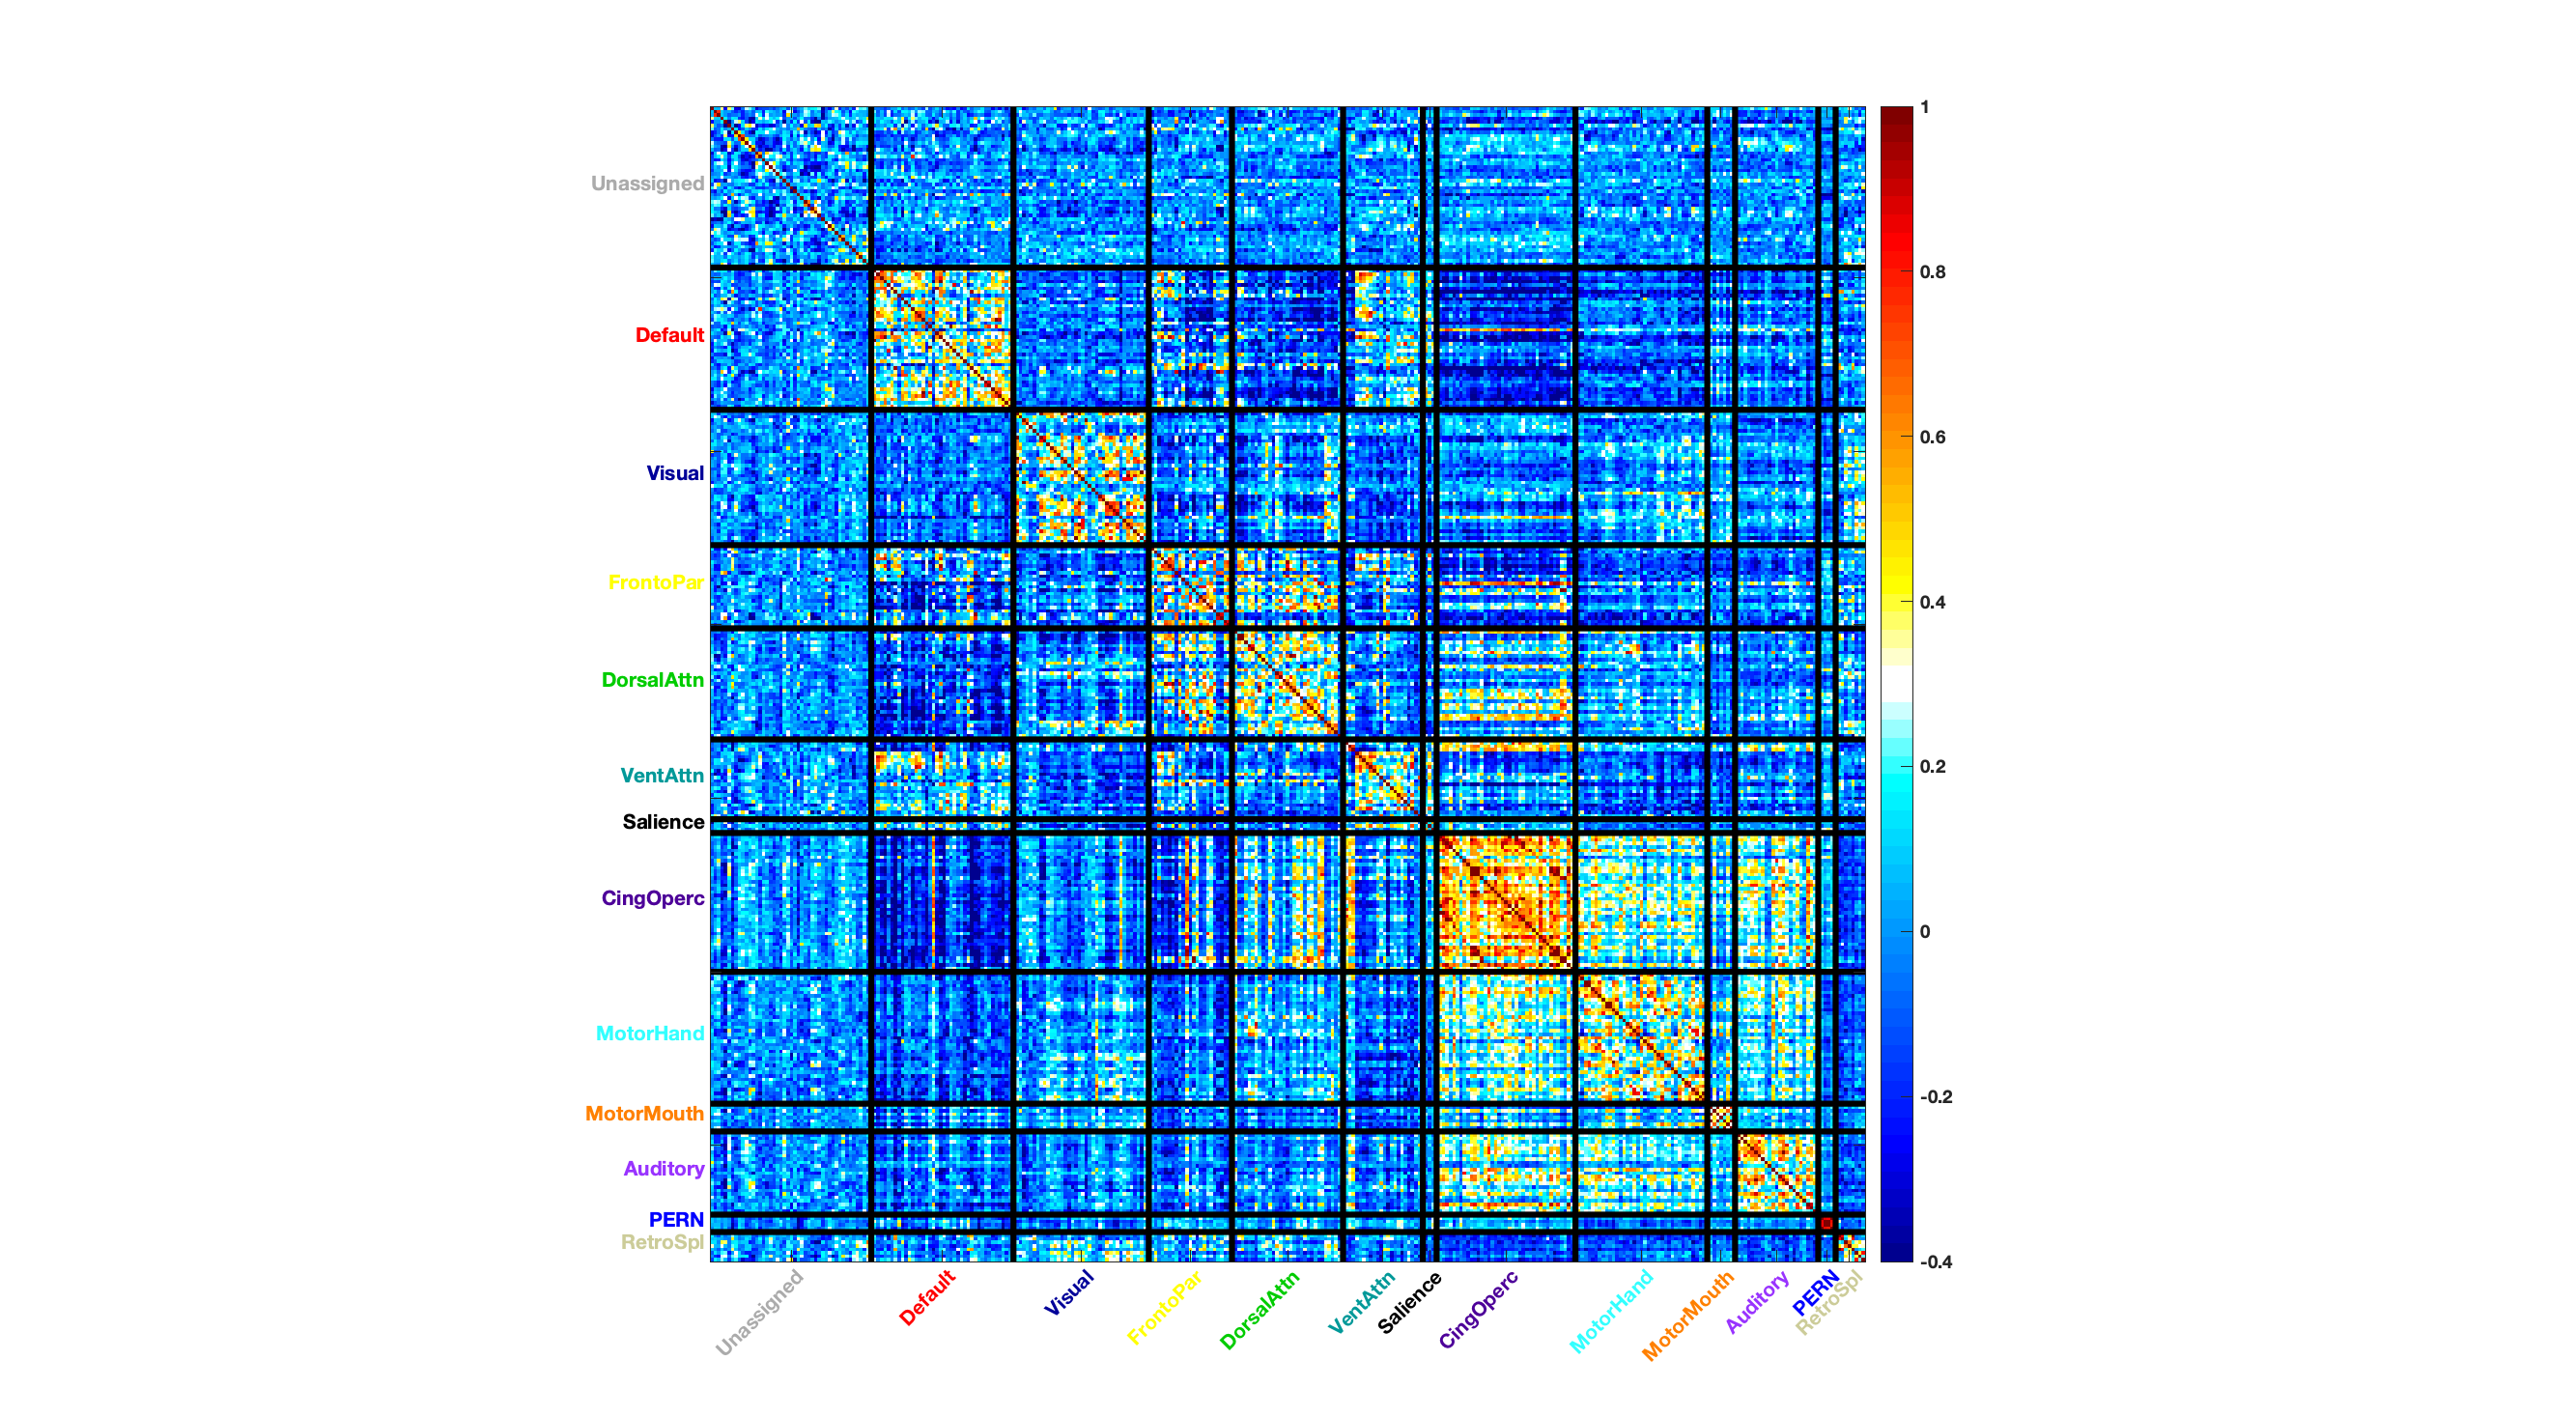 Unassigned
Default
Visual
FrontoPar
DorsalAttn
VentAttn
Salience
CingOperc
MotorHand
MotorMouth
Auditory
PERN
RetroSpl
1
0.8
0.6
0.4
0.2
0
-0.2
-0.4
Unassigned
Default
Visual
FrontoPar
DorsalAttn
VentAttn
Salience
CingOperc
MotorHand
MotorMouth
Auditory
PERN
RetroSpl